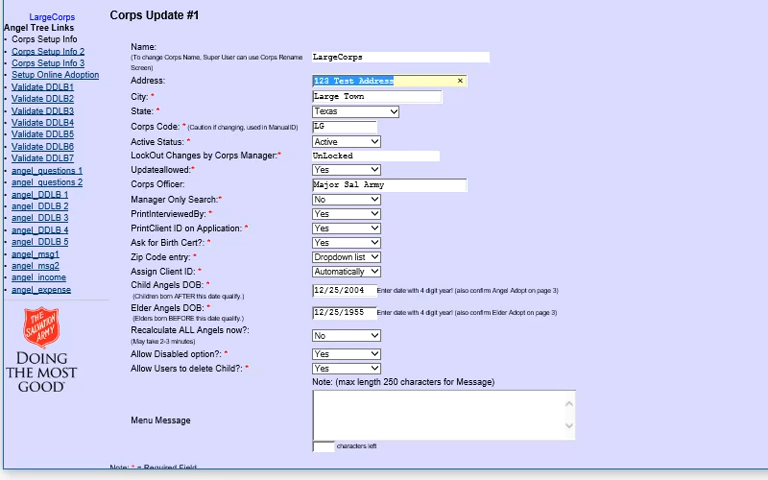 LargeCorps
Angel Tree Links
Corps Setup Info
Corps Setup Info 2
Corps Setup Info 3
Setup Online Adoption
Validate DDLB1
Validate DDLB2
Validate DDLB3
Validate DDLB4
Validate DDLB5
Validate DDLB6
Validate DDLB7
angel_questions 1
angel_questions 2
angel_DDLB 1
angel_DDLB 2
angel_DDLB 3
angel_DDLB 4
angel_DDLB 5
angel_msg1
angel_msg2
angel_income
angel_expense
THE SALVATION ARMY
DOING
THE MOST
GOOD
Corps Update #1
Name:
(To change Corps Name, Super User can use Corps Rename
Screen)
LargeCorps
Address: 123 Test Address ×
City: * Large Town
State: * Texas
Corps Code: * (Caution if changing, used in ManualID) LG
Active Status: * Active
LockOut Changes by Corps Manager:* UnLocked
Updateallowed:* Yes
Corps Officer: Major Sal Army
Manager Only Search:* No
PrintInterviewedBy: * Yes
PrintClient ID on Application: * Yes
Ask for Birth Cert?: * Yes
Zip Code entry: * Dropdown list
Assign Client ID: * Automatically
Child Angels DOB: *
(Children born AFTER this date qualify.)
12/25/2004 Enter date with 4 digit year! (also confirm Angel Adopt on page 3)
Elder Angels DOB: *
(Elders born BEFORE this date qualify.)
12/25/1955 Enter date with 4 digit year! (also confirm Elder Adopt on page 3)
Recalculate ALL Angels now?:
(May take 2-3 minutes)
No
Allow Disabled option?: * Yes
Allow Users to delete Child?: * Yes
Note: (max length 250 characters for Message)
Menu Message
characters left
Note: * = Required Field